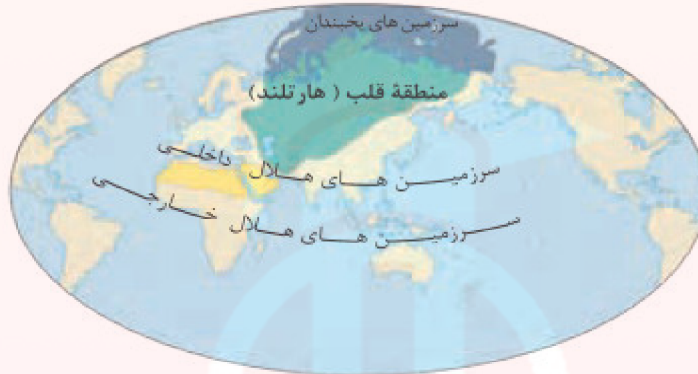 سرزمین های یخبندان
منطقهٔ قلب (هارتلند)
سرزمین های هلال داخلی
سرزمین های هلال خارجی